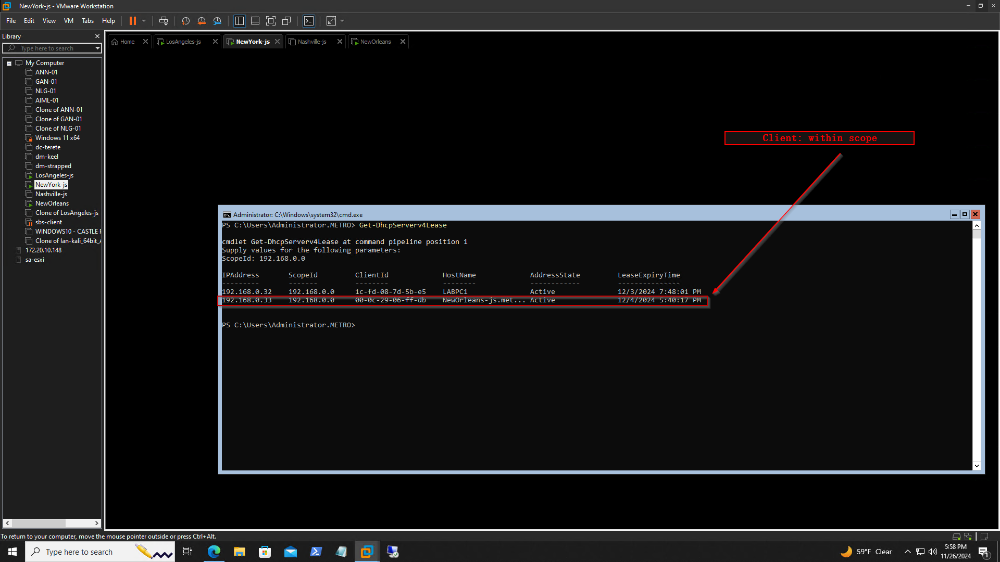 NewYork-js - VMware Workstation
File Edit View VM Tabs Help
Library
Type here to search
Home
LosAngeles-js
NewYork-js
Nashville-js
NewOrleans
My Computer
ANN-01
GAN-01
NLG-01
AIML-01
Clone of ANN-01
Clone of GAN-01
Clone of NLG-01
Windows 11 x64
dc-terete
dm-keel
dm-strapped
LosAngeles-js
NewYork-js
Nashville-js
NewOrleans
Clone of LosAngeles-js
sbs-client
WINDOWS10 - CASTLE
Clone of lan-kali_64bit_
172.20.10.148
sa-esxi
Client: within scope
Administrator: C:\Windows\system32\cmd.exe
PS C:\Users\Administrator.METRO> Get-DhcpServerv4Lease
cmdlet Get-DhcpServerv4Lease at command pipeline position 1
Supply values for the following parameters:
ScopeId: 192.168.0.0
IPAddress ScopeId ClientId HostName AddressState LeaseExpiryTime
--------- ------- -------- -------- ------------ ---------------
192.168.0.32 192.168.0.0 1c-fd-08-7d-5b-e5 LABPC1 Active 12/3/2024 7:48:01 PM
192.168.0.33 192.168.0.0 00-0c-29-06-ff-db NewOrleans-js.met... Active 12/4/2024 5:40:17 PM
PS C:\Users\Administrator.METRO>
To return to your computer, move the mouse pointer outside or press Ctrl+Alt.
Type here to search
59°F Clear
5:58 PM
11/26/2024
1